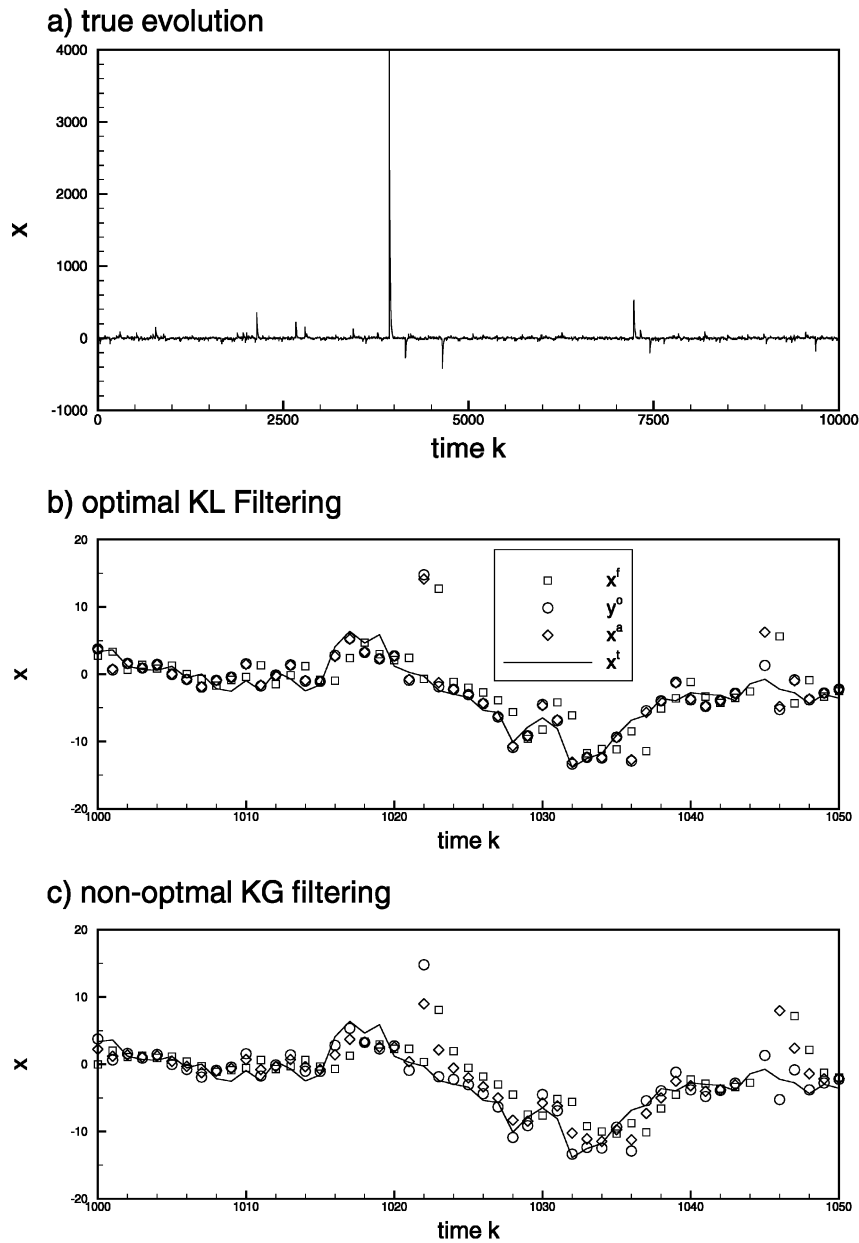 a) true evolution
4000
3000
2000
1000
0
-1000
x
0
2500
5000
7500
10000
time k
b) optimal KL Filtering
20
10
0
-10
-20
x
x^f
y^o
x^a
x^t
1000
1010
1020
1030
1040
1050
time k
c) non-optmal KG filtering
20
10
0
-10
-20
x
1000
1010
1020
1030
1040
1050
time k